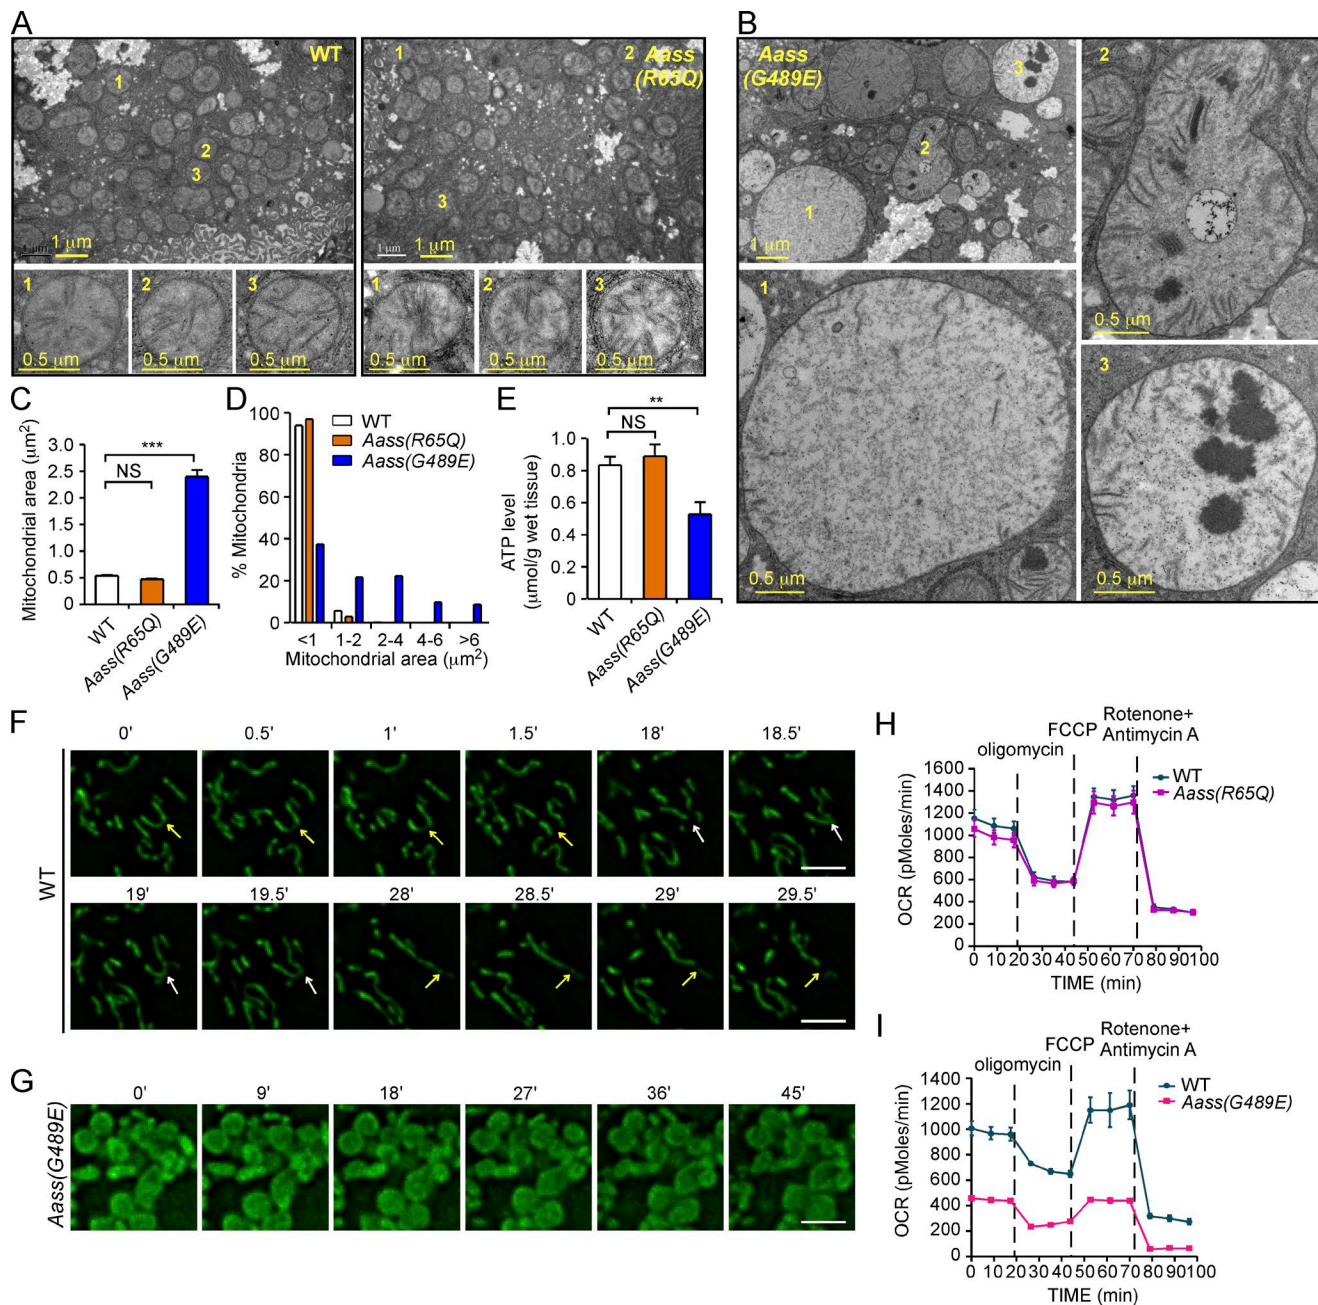 A
WT
1
2
3
1 μm
1 μm
1
2
Aass
(R65Q)
3
1 μm
1 μm
1
0.5 μm
2
0.5 μm
3
0.5 μm
1
0.5 μm
2
0.5 μm
3
0.5 μm
B
Aass
(G489E)
3
2
1
1 μm
2
0.5 μm
1
0.5 μm
3
0.5 μm
C
Mitochondrial area (μm²)
3.0
2.5
2.0
1.5
1.0
0.5
0
***
NS
WT
Aass(R65Q)
Aass(G489E)
D
% Mitochondria
100
80
60
40
20
0
WT
Aass(R65Q)
Aass(G489E)
<1 1-2 2-4 4-6 >6
Mitochondrial area (μm²)
E
ATP level
(μmol/g wet tissue)
1.0
0.8
0.6
0.4
0.2
0
**
NS
WT
Aass(R65Q)
Aass(G489E)
F
WT
0' 0.5' 1' 1.5' 18' 18.5'
19' 19.5' 28' 28.5' 29' 29.5'
G
Aass(G489E)
0' 9' 18' 27' 36' 45'
H
oligomycin
FCCP
Rotenone+
Antimycin A
WT
Aass(R65Q)
OCR (pMoles/min)
1600
1400
1200
1000
800
600
400
200
0
0 10 20 30 40 50 60 70 80 90 100
TIME (min)
I
oligomycin
FCCP
Rotenone+
Antimycin A
WT
Aass(G489E)
OCR (pMoles/min)
1400
1200
1000
800
600
400
200
0
0 10 20 30 40 50 60 70 80 90 100
TIME (min)